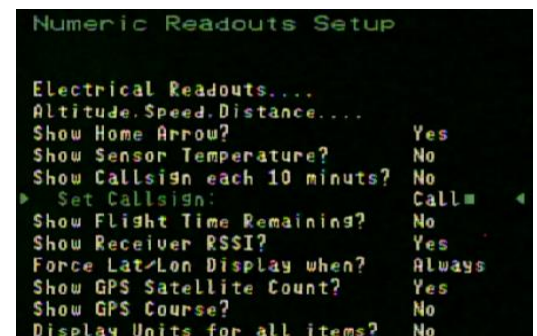 Numeric Readouts Setup
Electrical Readouts....
Altitude.Speed.Distance....
Show Home Arrow? Yes
Show Sensor Temperature? No
Show Callsign each 10 minuts? No
Set Callsign: Call
Show Flight Time Remaining? No
Show Receiver RSSI? Yes
Force Lat/Lon Display when? Always
Show GPS Satellite Count? Yes
Show GPS Course? No
Display Units for all items? No